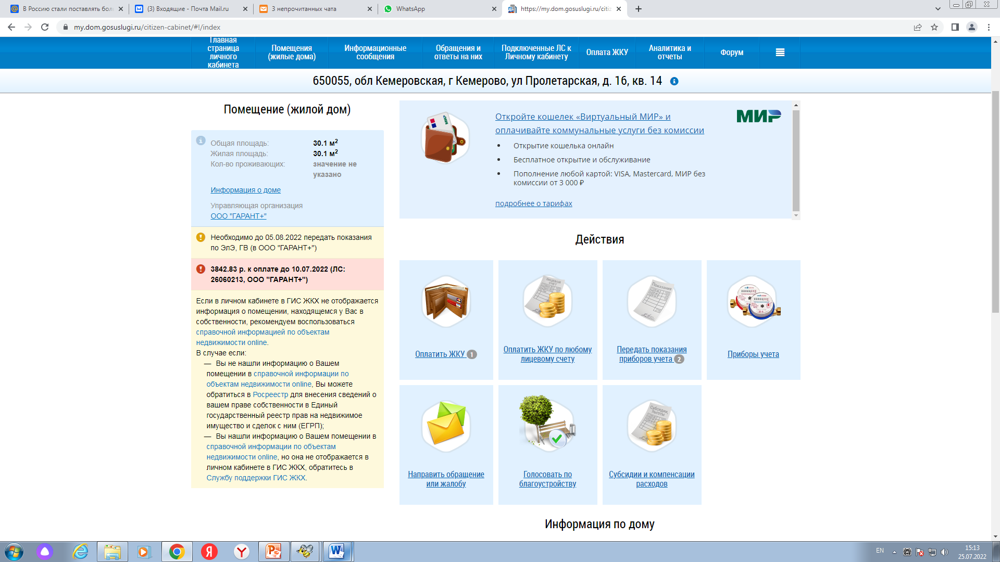 В Россию стали поставлять бол
(3) Входящие - Почта Mail.ru
3 непрочитанных чата
WhatsApp
https://my.dom.gosuslugi.ru/citiz
my.dom.gosuslugi.ru/citizen-cabinet/#!/index
Главная страница личного кабинета
Помещения (жилые дома)
Информационные сообщения
Обращения и ответы на них
Подключенные ЛС к Личному кабинету
Оплата ЖКУ
Аналитика и отчеты
Форум
650055, обл Кемеровская, г Кемерово, ул Пролетарская, д. 16, кв. 14
Помещение (жилой дом)
Общая площадь: 30.1 м²
Жилая площадь: 30.1 м²
Кол-во проживающих: значение не
указано
Информация о доме
Управляющая организация
ООО "ГАРАНТ+"
Необходимо до 05.08.2022 передать показания
по ЭлЭ, ГВ (в ООО "ГАРАНТ+")
3842.83 р. к оплате до 10.07.2022 (ЛС:
26060213, ООО "ГАРАНТ+")
Если в личном кабинете в ГИС ЖКХ не отображается
информация о помещении, находящемся у Вас в
собственности, рекомендуем воспользоваться
справочной информацией по объектам
недвижимости online.
В случае если:
— Вы не нашли информацию о Вашем
помещении в справочной информации по
объектам недвижимости online, Вы можете
обратиться в Росреестр для внесения сведений о
вашем праве собственности в Единый
государственный реестр прав на недвижимое
имущество и сделок с ним (ЕГРП);
— Вы нашли информацию о Вашем помещении в
справочной информации по объектам
недвижимости online, но она не отображается в
личном кабинете в ГИС ЖКХ, обратитесь в
Службу поддержки ГИС ЖКХ.
Откройте кошелек «Виртуальный МИР» и
оплачивайте коммунальные услуги без комиссии
МИР
• Открытие кошелька онлайн
• Бесплатное открытие и обслуживание
• Пополнение любой картой: VISA, Mastercard, МИР без
комиссии от 3 000 ₽
подробнее о тарифах
Действия
ЛИЦЕВОЙ
СЧЕТ
Показания
Оплатить ЖКУ 1
Оплатить ЖКУ по любому
лицевому счету
Передать показания
приборов учета 2
Приборы учета
Субсидии,
льготы
Направить обращение
или жалобу
Голосовать по
благоустройству
Субсидии и компенсации
расходов
Информация по дому
EN
15:13
25.07.2022